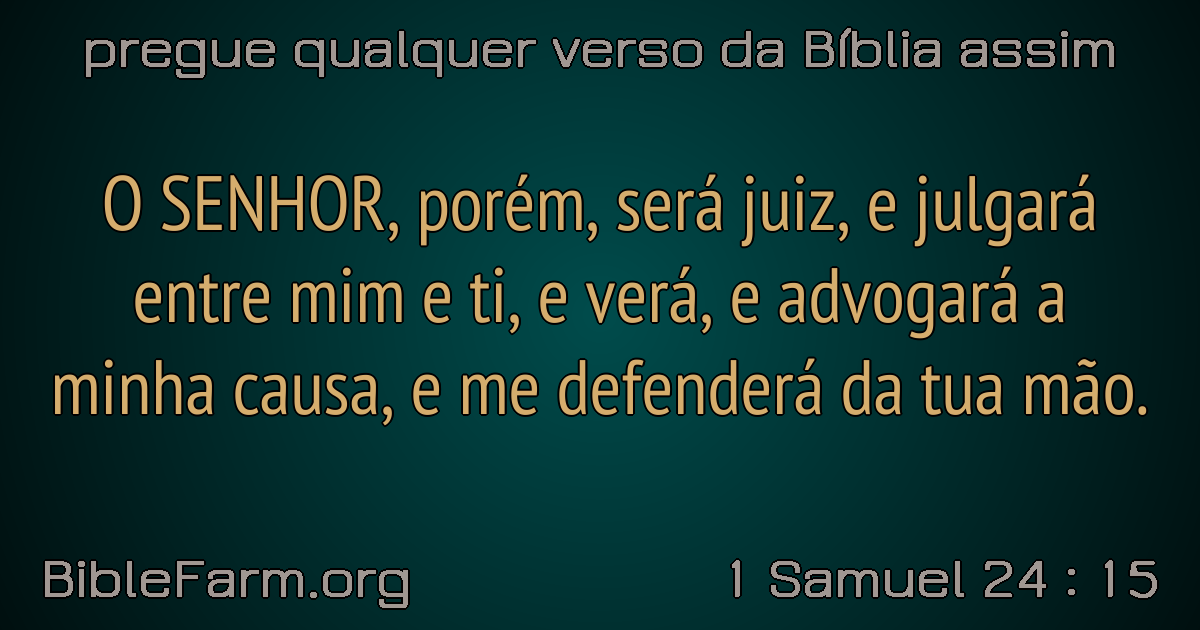 pregue qualquer verso da Bíblia assim
O SENHOR, porém, será juiz, e julgará
entre mim e ti, e verá, e advogará a
minha causa, e me defenderá da tua mão.
BibleFarm.org
1 Samuel 24 : 15